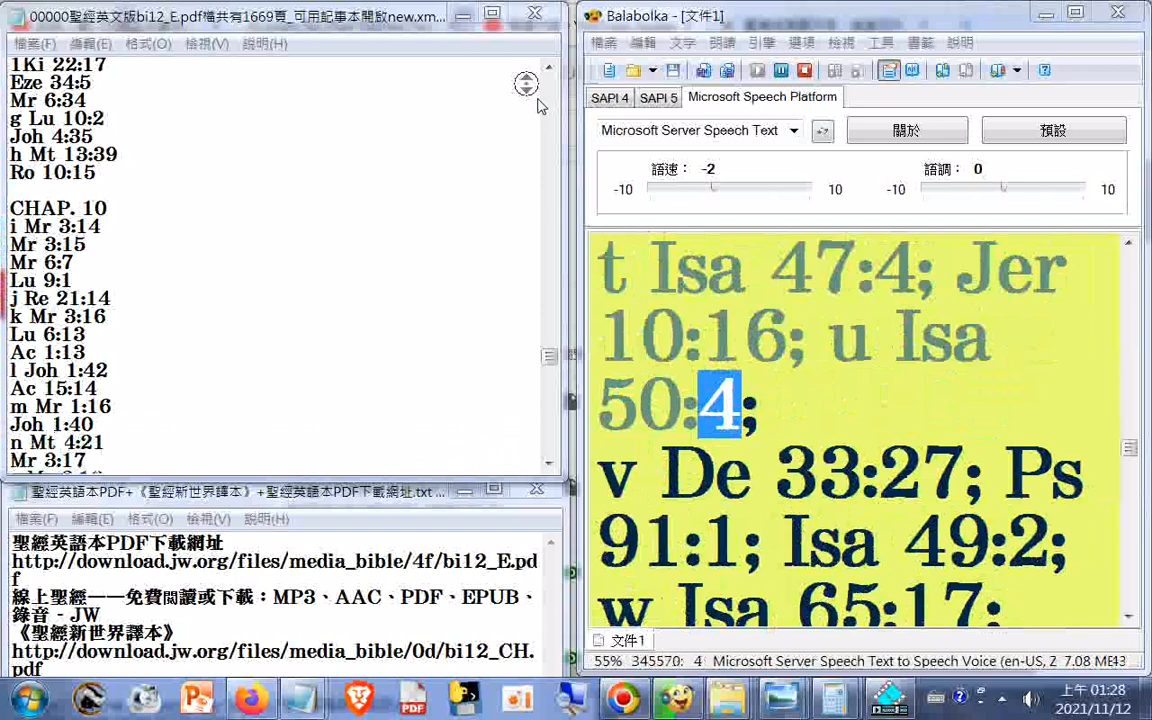 00000聖經英文版bi12_E.pdf檔共有1669頁_可用記事本開啟new.xm...
檔案(F) 編輯(E) 格式(O) 檢視(V) 說明(H)
1Ki 22:17
Eze 34:5
Mr 6:34
g Lu 10:2
Joh 4:35
h Mt 13:39
Ro 10:15
CHAP. 10
i Mr 3:14
Mr 3:15
Mr 6:7
Lu 9:1
j Re 21:14
k Mr 3:16
Lu 6:13
Ac 1:13
l Joh 1:42
Ac 15:14
m Mr 1:16
Joh 1:40
n Mt 4:21
Mr 3:17
聖經英語本PDF+《聖經新世界譯本》+聖經英語本PDF下載網址.txt ...
檔案(F) 編輯(E) 格式(O) 檢視(V) 說明(H)
聖經英語本PDF下載網址
http://download.jw.org/files/media_bible/4f/bi12_E.pd
f
線上聖經——免費閱讀或下載：MP3、AAC、PDF、EPUB、
錄音 - JW
《聖經新世界譯本》
http://download.jw.org/files/media_bible/0d/bi12_CH.
pdf
Balabolka - [文件1]
檔案 編輯 文字 朗讀 引擎 選項 檢視 工具 書籤 說明
SAPI 4 SAPI 5 Microsoft Speech Platform
Microsoft Server Speech Text 關於 預設
語速： -2 語調： 0
-10 10 -10 10
t Isa 47:4; Jer
10:16; u Isa
50:4;
v De 33:27; Ps
91:1; Isa 49:2;
w Isa 65:17;
文件1
55% 345570: 4 Microsoft Server Speech Text to Speech Voice (en-US, 2 7.08 ME43
上午 01:28
2021/11/12